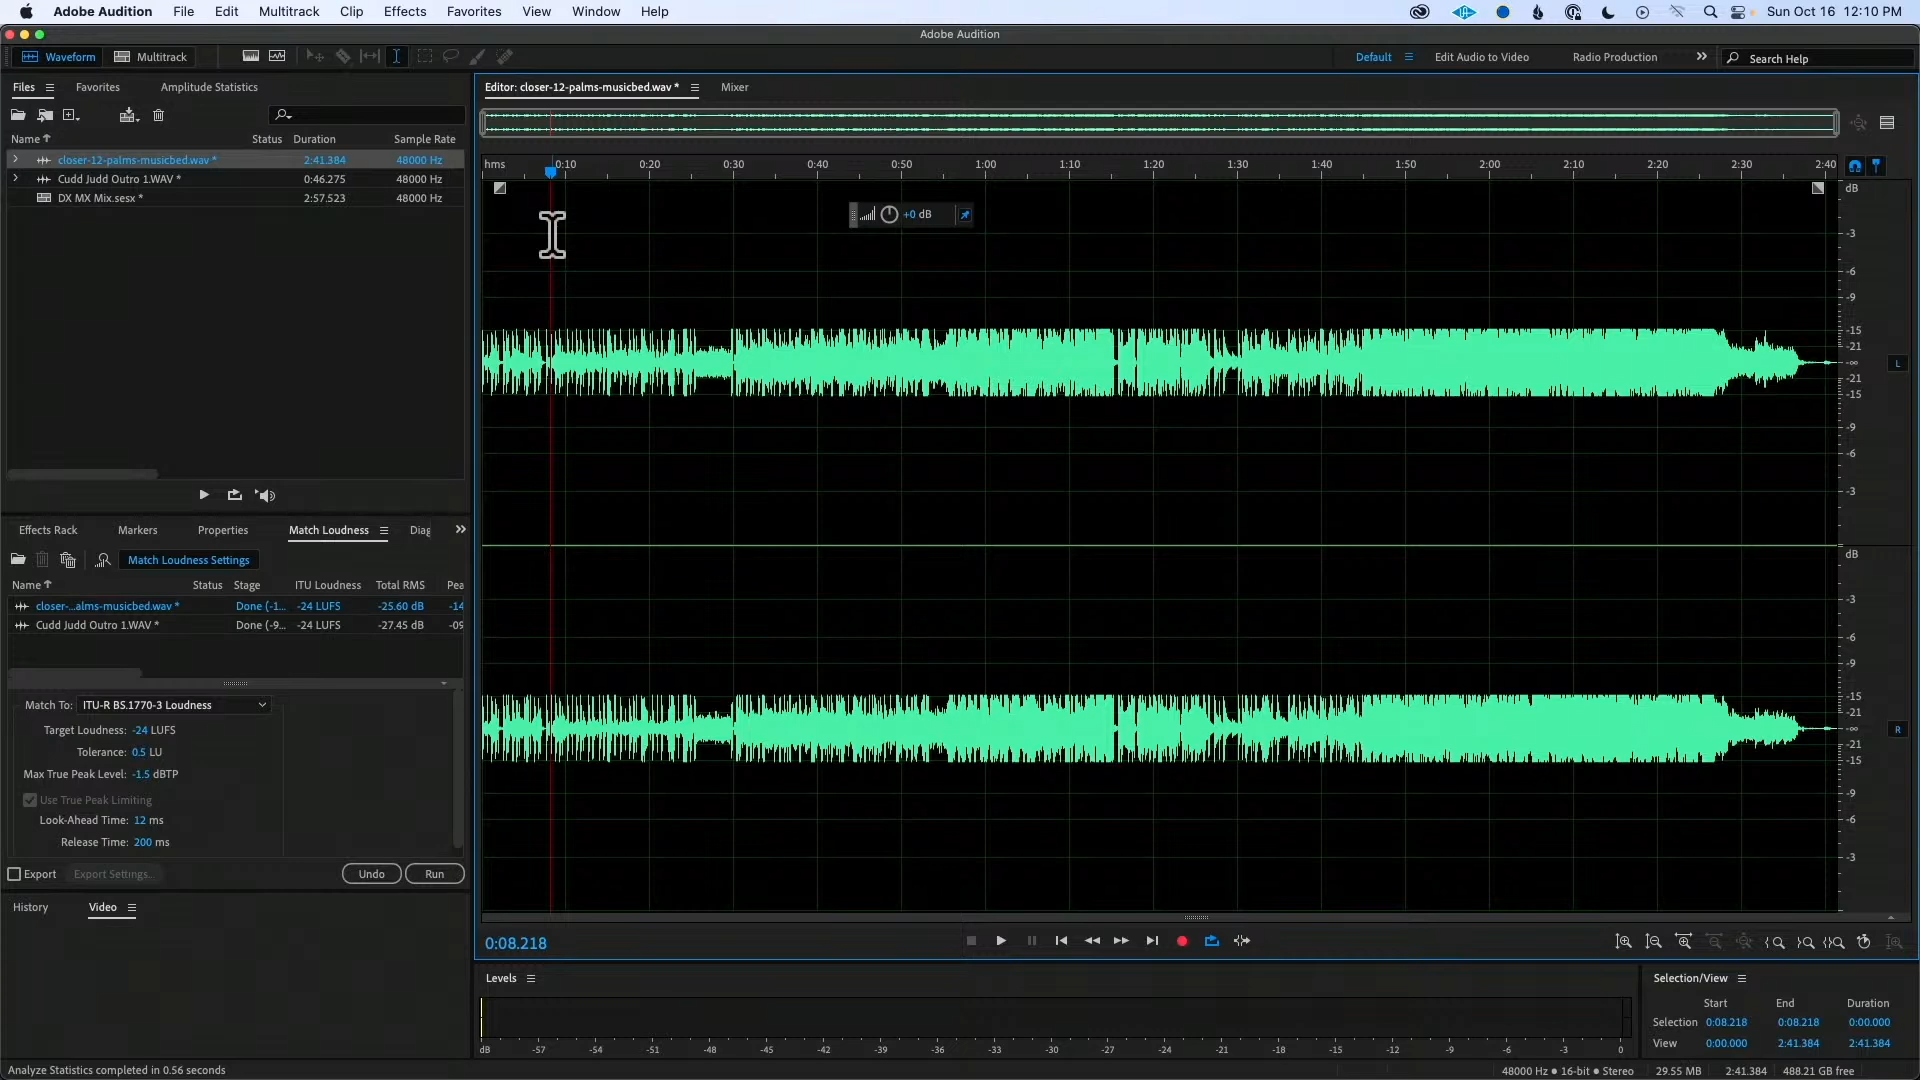 Adobe Audition File Edit Multitrack Clip Effects Favorites View Window Help Sun Oct 16 12:10 PM
Adobe Audition
Waveform Multitrack Default Edit Audio to Video Radio Production Search Help
Files Favorites Amplitude Statistics
Name Status Duration Sample Rate
closer-12-palms-musicbed.wav * 2:41.384 48000 Hz
Cudd Judd Outro 1.WAV * 0:46.275 48000 Hz
DX MX Mix.sesx * 2:57.523 48000 Hz
Effects Rack Markers Properties Match Loudness Diag
Match Loudness Settings
Name Status Stage ITU Loudness Total RMS Pea
closer-...alms-musicbed.wav * Done (-1... -24 LUFS -25.60 dB -14
Cudd Judd Outro 1.WAV * Done (-9... -24 LUFS -27.45 dB -09
Match To: ITU-R BS.1770-3 Loudness
Target Loudness: -24 LUFS
Tolerance: 0.5 LU
Max True Peak Level: -1.5 dBTP
Use True Peak Limiting
Look-Ahead Time: 12 ms
Release Time: 200 ms
Export Export Settings... Undo Run
History Video
Editor: closer-12-palms-musicbed.wav * Mixer
hms 0:10 0:20 0:30 0:40 0:50 1:00 1:10 1:20 1:30 1:40 1:50 2:00 2:10 2:20 2:30 2:40
+0 dB
dB
-3
-6
-9
-15
-21
-∞
L
-21
-15
-9
-6
-3
dB
-3
-6
-9
-15
-21
-∞
R
-21
-15
-9
-6
-3
0:08.218
Levels
dB -57 -54 -51 -48 -45 -42 -39 -36 -33 -30 -27 -24 -21 -18 -15 -12 -9 -6 -3 0
Selection/View
Start End Duration
Selection 0:08.218 0:08.218 0:00.000
View 0:00.000 2:41.384 2:41.384
Analyze Statistics completed in 0.56 seconds 48000 Hz • 16-bit • Stereo 29.55 MB 2:41.384 488.21 GB free